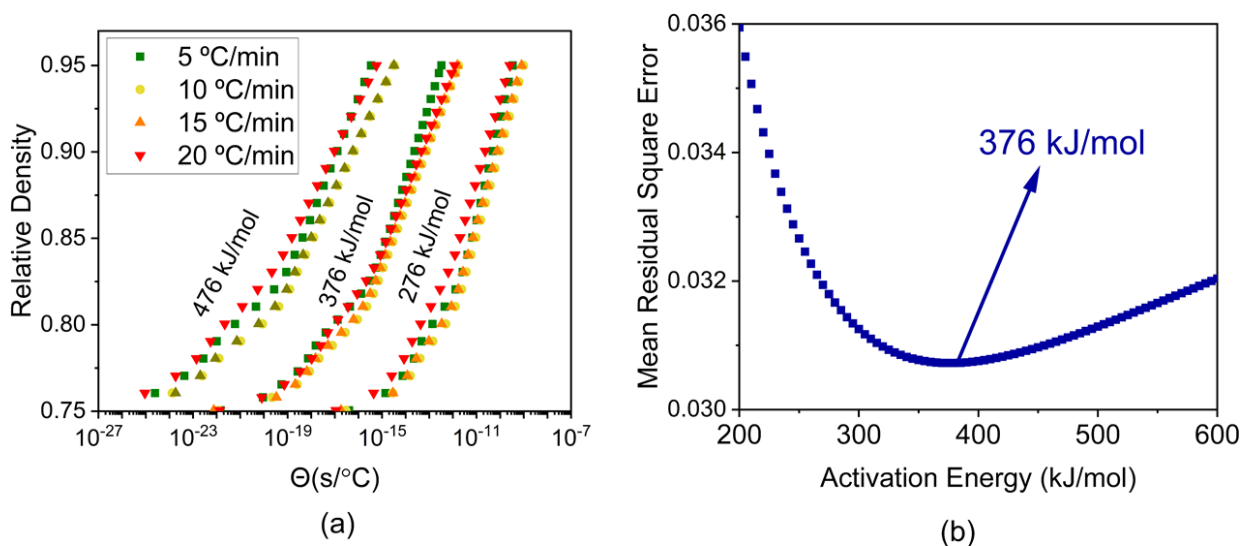 5 ºC/min
10 ºC/min
15 ºC/min
20 ºC/min
Relative Density
0.95
0.90
0.85
0.80
0.75
476 kJ/mol
376 kJ/mol
276 kJ/mol
10-27
10-23
10-19
10-15
10-11
10-7
Θ(s/°C)
(a)
Mean Residual Square Error
0.036
0.034
0.032
0.030
376 kJ/mol
200
300
400
500
600
Activation Energy (kJ/mol)
(b)